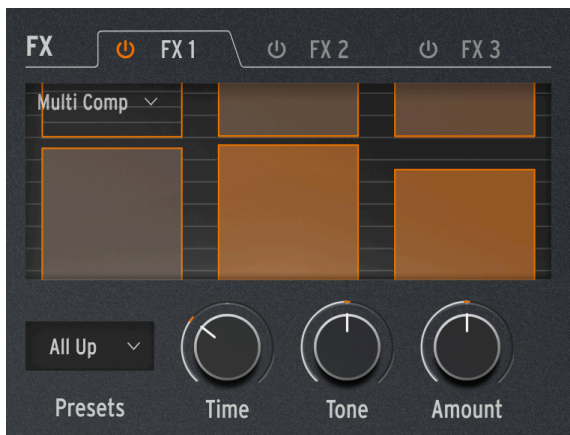 FX
FX 1
FX 2
FX 3
Multi Comp
All Up
Presets
Time
Tone
Amount